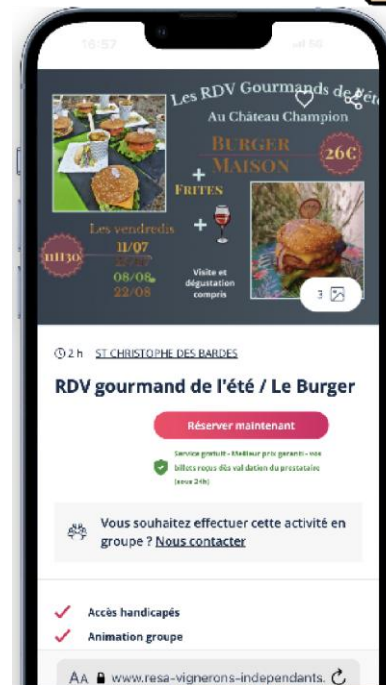 16:57
5G
Les RDV Gourmands de l'été
Au Château Champion
BURGER
MAISON
26€
+
FRITES
+
Les vendredis
11/07
11H30
08/08
22/08
Visite et
dégustation
compris
3
2 h ST CHRISTOPHE DES BARDES
RDV gourmand de l'été / Le Burger
Réserver maintenant
Service gratuit - Meilleur prix garanti - vos
billets reçus dès validation du prestataire
(sous 24h)
Vous souhaitez effectuer cette activité en
groupe ? Nous contacter
Accès handicapés
Animation groupe
AA www.resa-vignerons-independants.